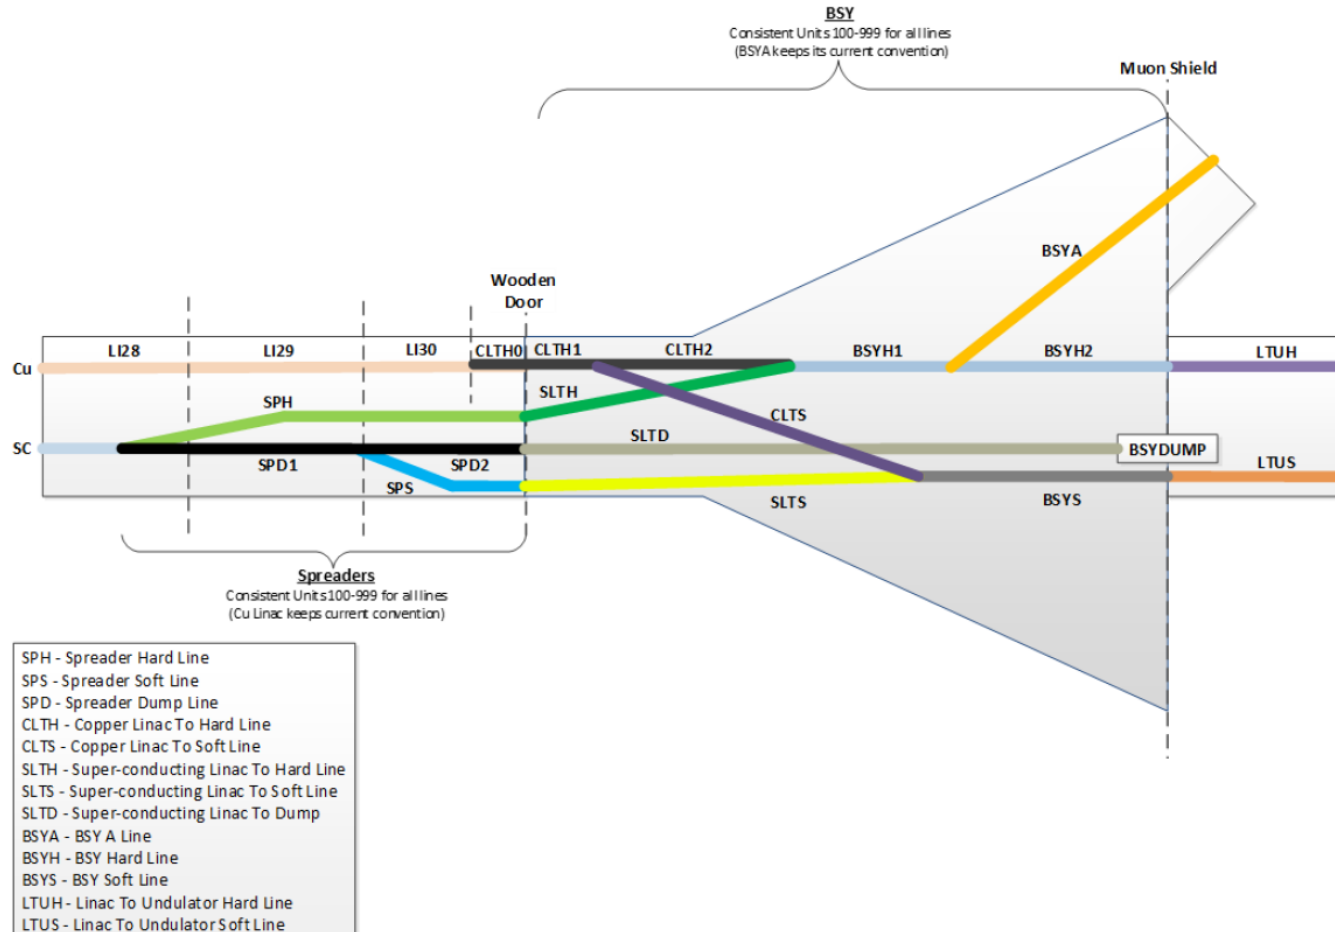 BSY
Consistent Units 100-999 for all lines
(BSYA keeps its current convention)
Muon Shield
BSYA
Wooden
Door
LI28
LI29
LI30
CLTH0
CLTH1
CLTH2
BSYH1
BSYH2
LTUH
Cu
SPH
SLTH
CLTS
SC
SLTD
BSYDUMP
SPD1
SPD2
LTUS
SPS
SLTS
BSYS
Spreaders
Consistent Units 100-999 for all lines
(Cu Linac keeps current convention)
SPH - Spreader Hard Line
SPS - Spreader Soft Line
SPD - Spreader Dump Line
CLTH - Copper Linac To Hard Line
CLTS - Copper Linac To Soft Line
SLTH - Super-conducting Linac To Hard Line
SLTS - Super-conducting Linac To Soft Line
SLTD - Super-conducting Linac To Dump
BSYA - BSY A Line
BSYH - BSY Hard Line
BSYS - BSY Soft Line
LTUH - Linac To Undulator Hard Line
LTUS - Linac To Undulator Soft Line